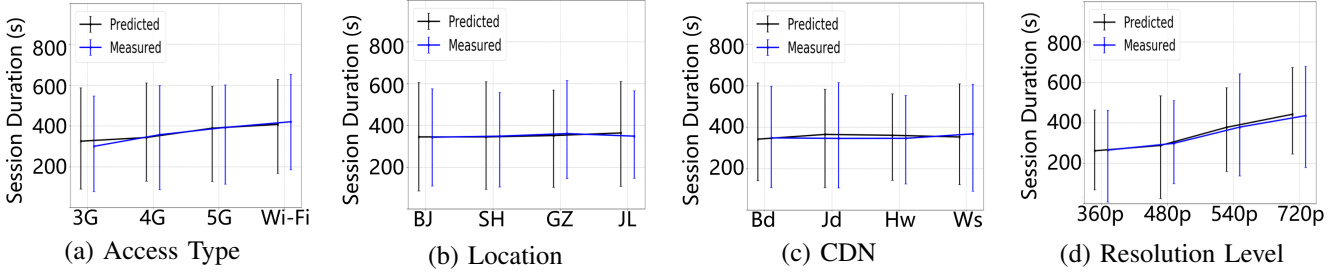 Session Duration (s)
800
600
400
200
Predicted
Measured
3G 4G 5G Wi-Fi
(a) Access Type
Session Duration (s)
800
600
400
200
Predicted
Measured
BJ SH GZ JL
(b) Location
Session Duration (s)
800
600
400
200
Predicted
Measured
Bd Jd Hw Ws
(c) CDN
Session Duration (s)
800
600
400
200
Predicted
Measured
360p 480p 540p 720p
(d) Resolution Level